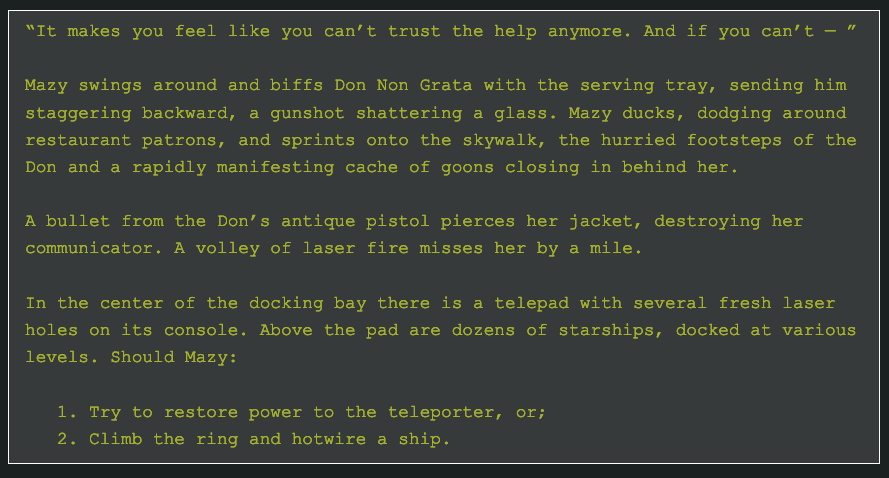 “It makes you feel like you can’t trust the help anymore. And if you can’t — ”
Mazy swings around and biffs Don Non Grata with the serving tray, sending him
staggering backward, a gunshot shattering a glass. Mazy ducks, dodging around
restaurant patrons, and sprints onto the skywalk, the hurried footsteps of the
Don and a rapidly manifesting cache of goons closing in behind her.
A bullet from the Don’s antique pistol pierces her jacket, destroying her
communicator. A volley of laser fire misses her by a mile.
In the center of the docking bay there is a telepad with several fresh laser
holes on its console. Above the pad are dozens of starships, docked at various
levels. Should Mazy:
1. Try to restore power to the teleporter, or;
2. Climb the ring and hotwire a ship.